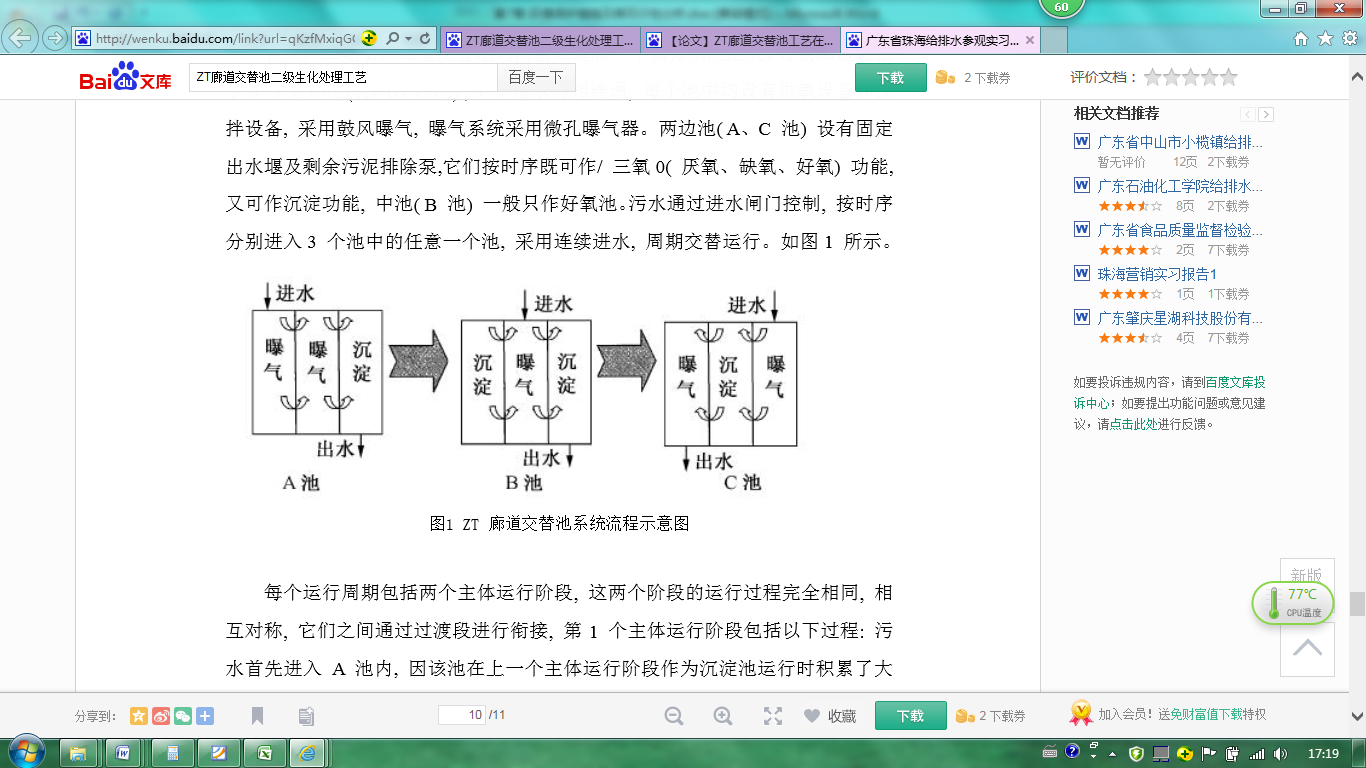 60
http://wenku.baidu.com/link?url=qKzfMxiqG
ZT廊道交替池二级生化处理工...
【论文】ZT廊道交替池工艺在...
广东省珠海给排水参观实习...
Bai du 文库
ZT廊道交替池二级生化处理工艺
百度一下
下载
2 下载券
评价文档：
拌设备, 采用鼓风曝气, 曝气系统采用微孔曝气器。两边池( A、C 池) 设有固定
出水堰及剩余污泥排除泵,它们按时序既可作/ 三氧 0( 厌氧、缺氧、好氧) 功能,
又可作沉淀功能, 中池( B 池) 一般只作好氧池。污水通过进水闸门控制, 按时序
分别进入 3 个池中的任意一个池, 采用连续进水, 周期交替运行。如图 1 所示。
进水
曝气
曝气
沉淀
出水
A 池
进水
沉淀
曝气
沉淀
出水
B 池
进水
曝气
沉淀
曝气
出水
C 池
图1 ZT 廊道交替池系统流程示意图
每个运行周期包括两个主体运行阶段, 这两个阶段的运行过程完全相同, 相
互对称, 它们之间通过过渡段进行衔接, 第 1 个主体运行阶段包括以下过程: 污
水首先进入 A 池内, 因该池在上一个主体运行阶段作为沉淀池运行时积累了大
相关文档推荐
广东省中山市小榄镇给排...
暂无评价 12页 2下载券
广东石油化工学院给排水...
8页 2下载券
广东省食品质量监督检验...
2页 7下载券
珠海营销实习报告1
1页 1下载券
广东肇庆星湖科技股份有...
4页 7下载券
如要投诉违规内容，请到百度文库投
诉中心；如要提出功能问题或意见建
议，请点击此处进行反馈。
新版
77℃
CPU温度
分享到：
10 /11
收藏
下载
2 下载券
加入会员！送免财富值下载特权
17:19